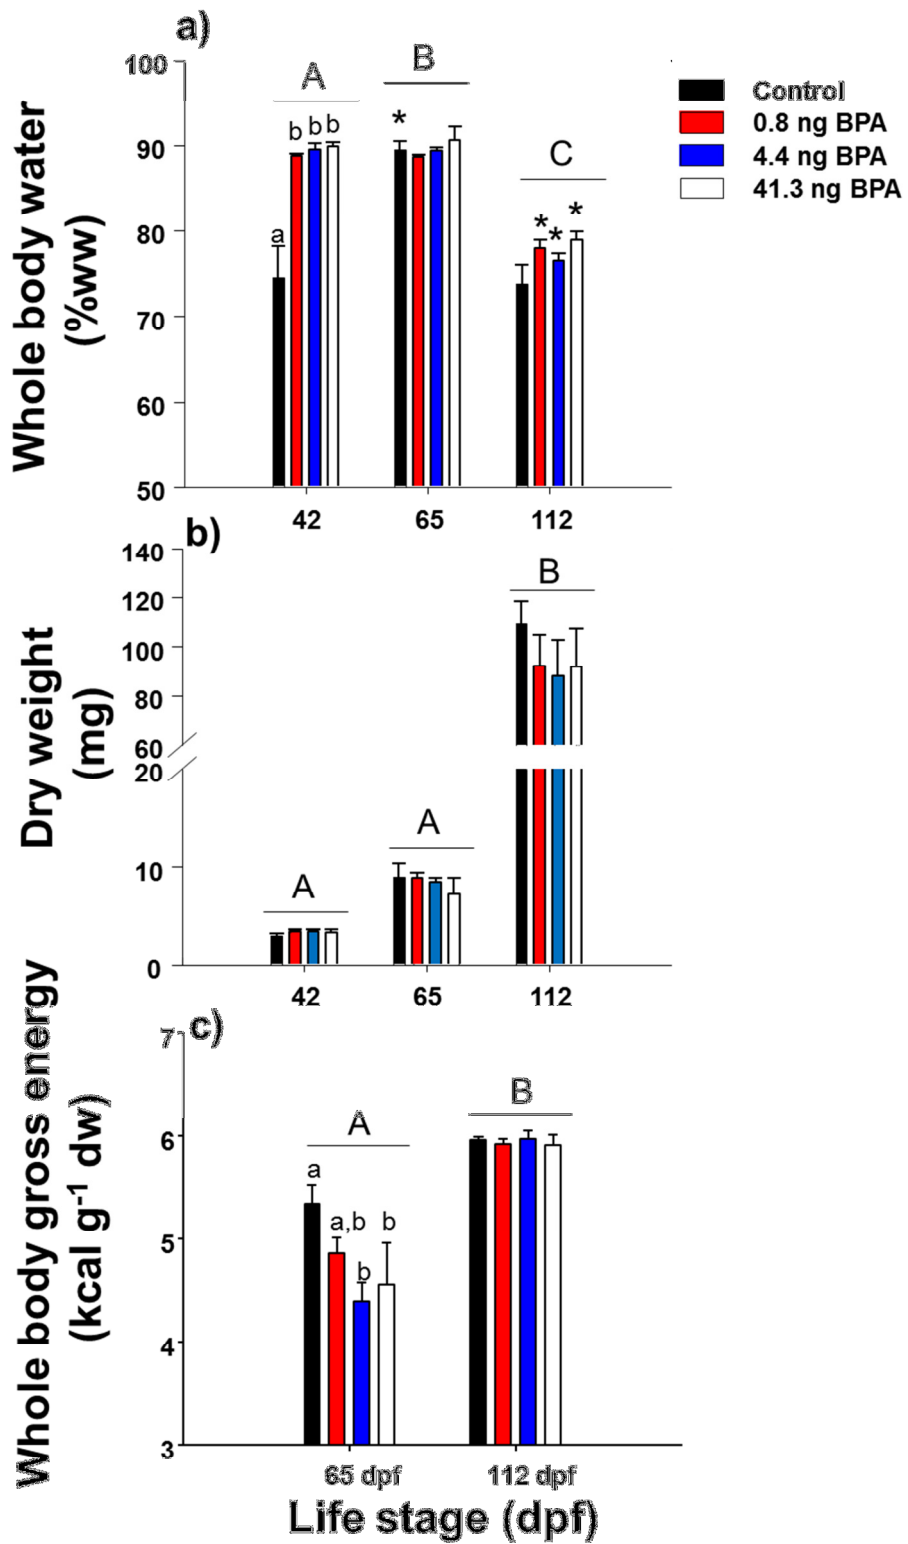 a)
Whole body water
(%ww)
100
90
80
70
60
50
A
B
C
a
b b b
*
* * *
Control
0.8 ng BPA
4.4 ng BPA
41.3 ng BPA
42 65 112
b)
Dry weight
(mg)
140
120
100
80
60
20
10
0
A
A
B
42 65 112
c)
Whole body gross energy
(kcal g⁻¹ dw)
7
6
5
4
3
A
B
a
a,b
b
b
65 dpf 112 dpf
Life stage (dpf)